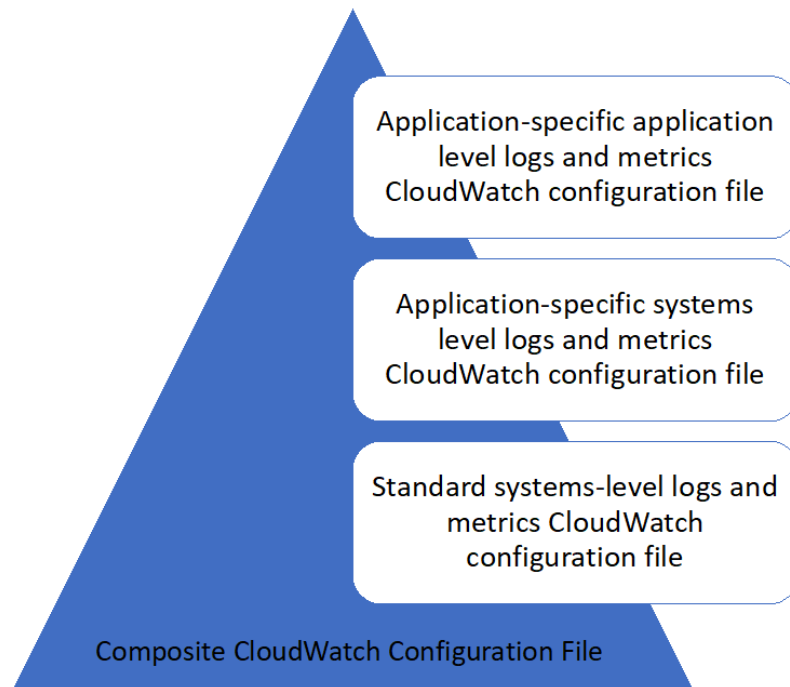 Application-specific application
level logs and metrics
CloudWatch configuration file
Application-specific systems
level logs and metrics
CloudWatch configuration file
Standard systems-level logs and
metrics CloudWatch
configuration file
Composite CloudWatch Configuration File